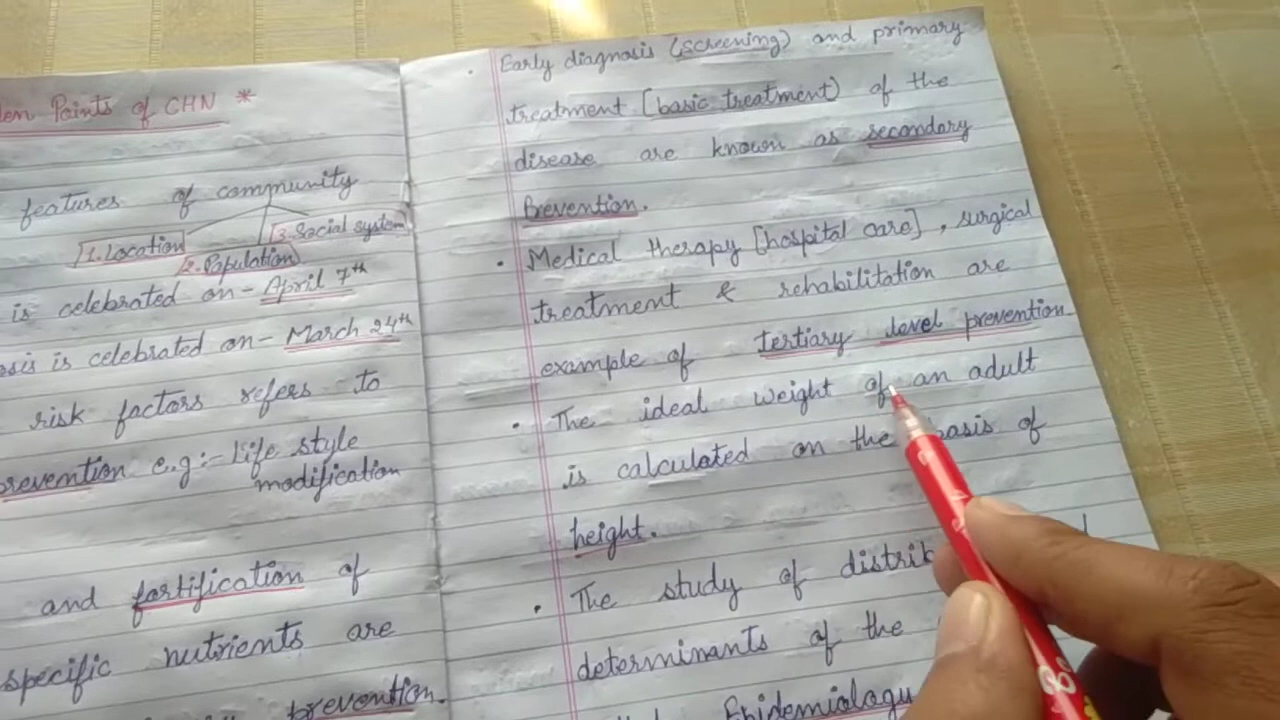 Points of CHN *
features of community
1. Location
2. Population
3. Social system
is celebrated on - April 7th
is celebrated on - March 24th
risk factors refers to
e.g :- Life style
modification
and fortification of
specific nutrients are
prevention.
Early diagnosis (screening) and primary
treatment [basic treatment) of the
disease are known as secondary
Prevention.
Medical therapy [hospital care], surgical
treatment & rehabilitation are
example of tertiary level prevention.
The ideal weight of an adult
is calculated on the basis of
height.
The study of distrib
determinants of the
Epidemiology